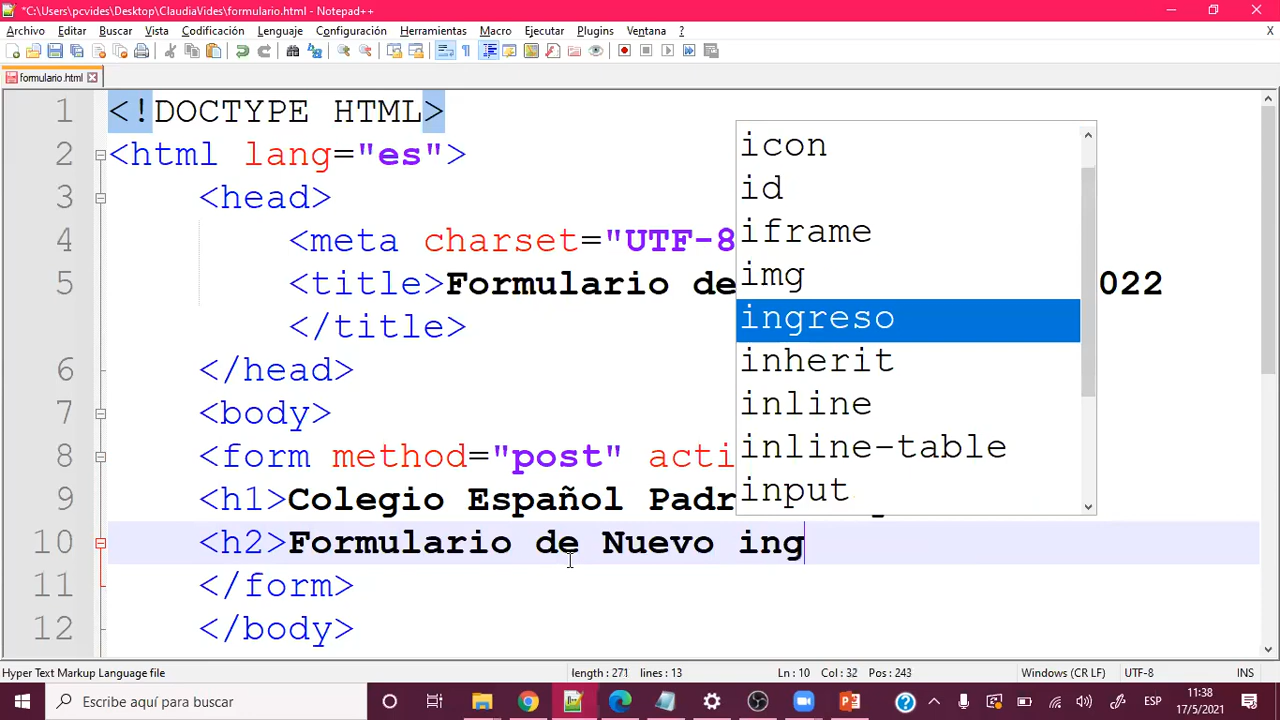 *C:\Users\pcvides\Desktop\ClaudiaVides\formulario.html - Notepad++
Archivo Editar Buscar Vista Codificación Lenguaje Configuración Herramientas Macro Ejecutar Plugins Ventana ? X
formulario.html
1 <!DOCTYPE HTML>
2 <html lang="es">
3 <head>
4 <meta charset="UTF-8
5 <title>Formulario de 022
</title>
6 </head>
7 <body>
8 <form method="post" acti
9 <h1>Colegio Español Padr
10 <h2>Formulario de Nuevo ing
11 </form>
12 </body>
icon
id
iframe
img
ingreso
inherit
inline
inline-table
input
Hyper Text Markup Language file length : 271 lines : 13 Ln : 10 Col : 32 Pos : 243 Windows (CR LF) UTF-8 INS
Escribe aquí para buscar ESP 11:38
17/5/2021